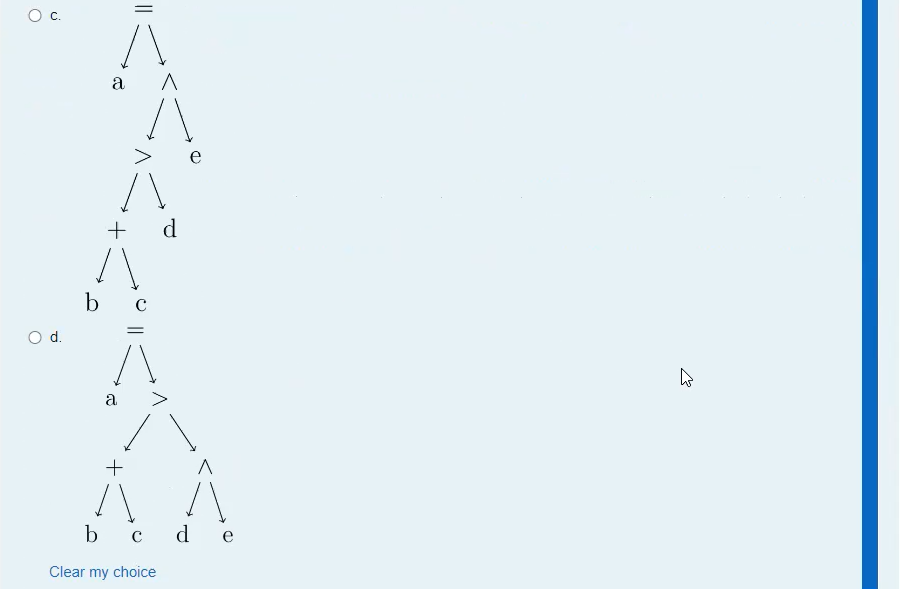 c.
=
a ∧
> e
+ d
b c
d.
=
a >
+ ∧
b c d e
Clear my choice